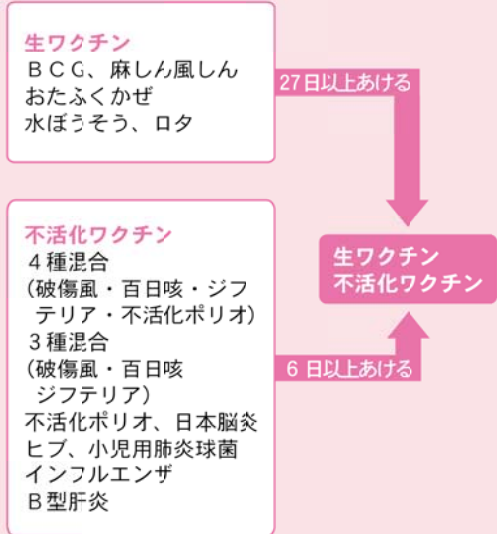 生ワクチン
ＢＣＧ、麻しん風しん
おたふくかぜ
水ぼうそう、ロタ
27日以上あける
不活化ワクチン
４種混合
(破傷風・百日咳・ジフ
テリア・不活化ポリオ)
３種混合
(破傷風・百日咳
ジフテリア)
不活化ポリオ、日本脳炎
ヒブ、小児用肺炎球菌
インフルエンザ
Ｂ型肝炎
生ワクチン
不活化ワクチン
６日以上あける